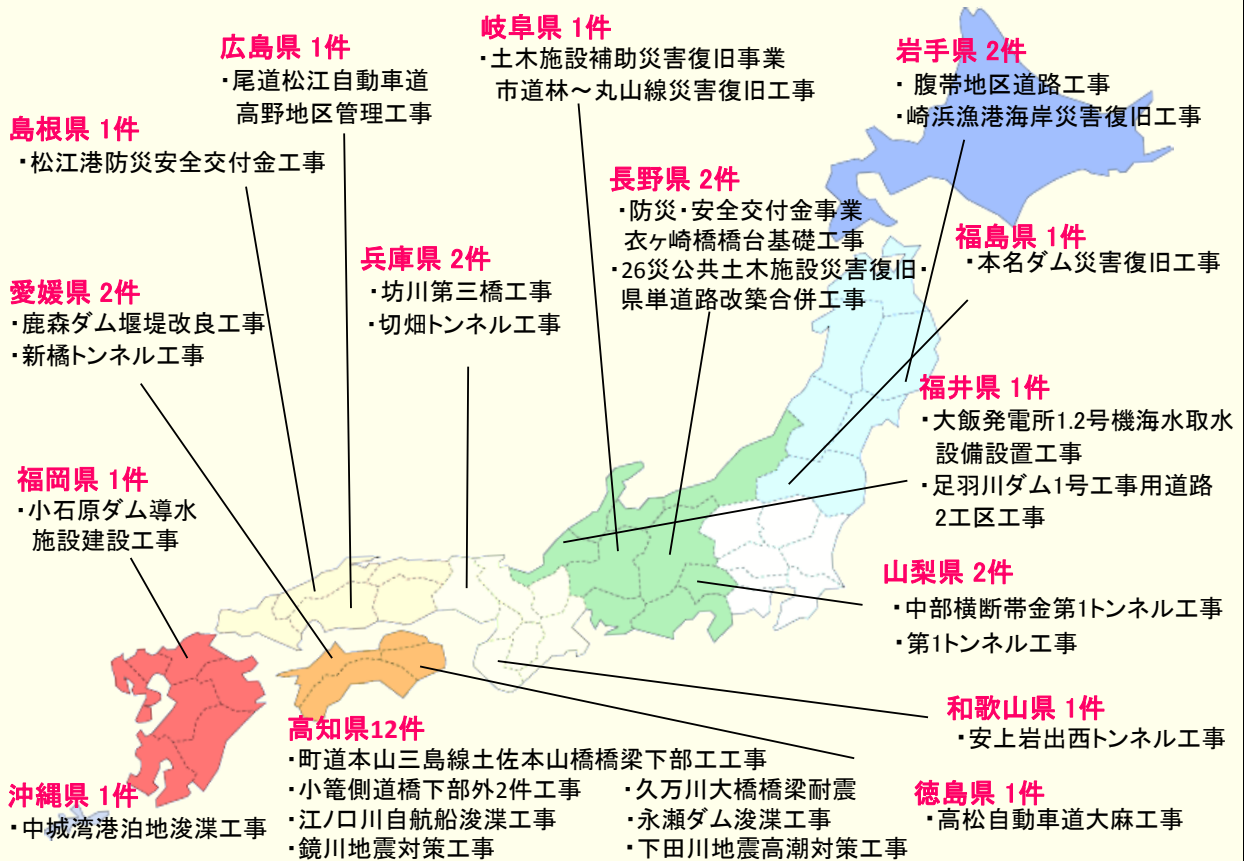 岐阜県 1件
・土木施設補助災害復旧事業
市道林～丸山線災害復旧工事
広島県 1件
・尾道松江自動車道
高野地区管理工事
岩手県 2件
・ 腹帯地区道路工事
・崎浜漁港海岸災害復旧工事
島根県 1件
・松江港防災安全交付金工事
長野県 2件
・防災・安全交付金事業
衣ヶ崎橋橋台基礎工事
・26災公共土木施設災害復旧・
県単道路改築合併工事
福島県 1件
・本名ダム災害復旧工事
兵庫県 2件
・坊川第三橋工事
・切畑トンネル工事
愛媛県 2件
・鹿森ダム堰堤改良工事
・新橘トンネル工事
福井県 1件
・大飯発電所1.2号機海水取水
設備設置工事
・足羽川ダム1号工事用道路
2工区工事
福岡県 1件
・小石原ダム導水
施設建設工事
山梨県 2件
・中部横断帯金第1トンネル工事
・第1トンネル工事
和歌山県 1件
・安上岩出西トンネル工事
高知県12件
・町道本山三島線土佐本山橋橋梁下部工工事
・小篭側道橋下部外2件工事
・江ノ口川自航船浚渫工事
・鏡川地震対策工事
・久万川大橋橋梁耐震
・永瀬ダム浚渫工事
・下田川地震高潮対策工事
徳島県 1件
・高松自動車道大麻工事
沖縄県 1件
・中城湾港泊地浚渫工事